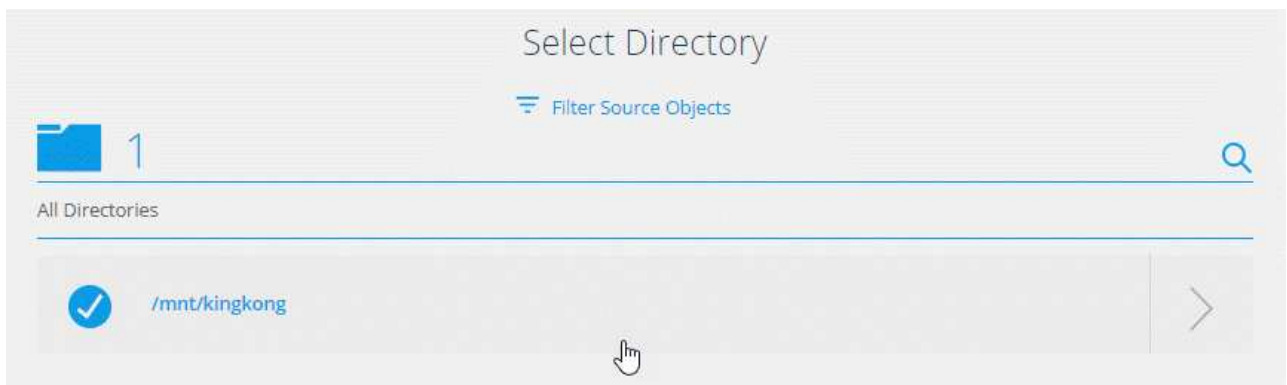 Select Directory
Filter Source Objects
1
All Directories
/mnt/kingkong